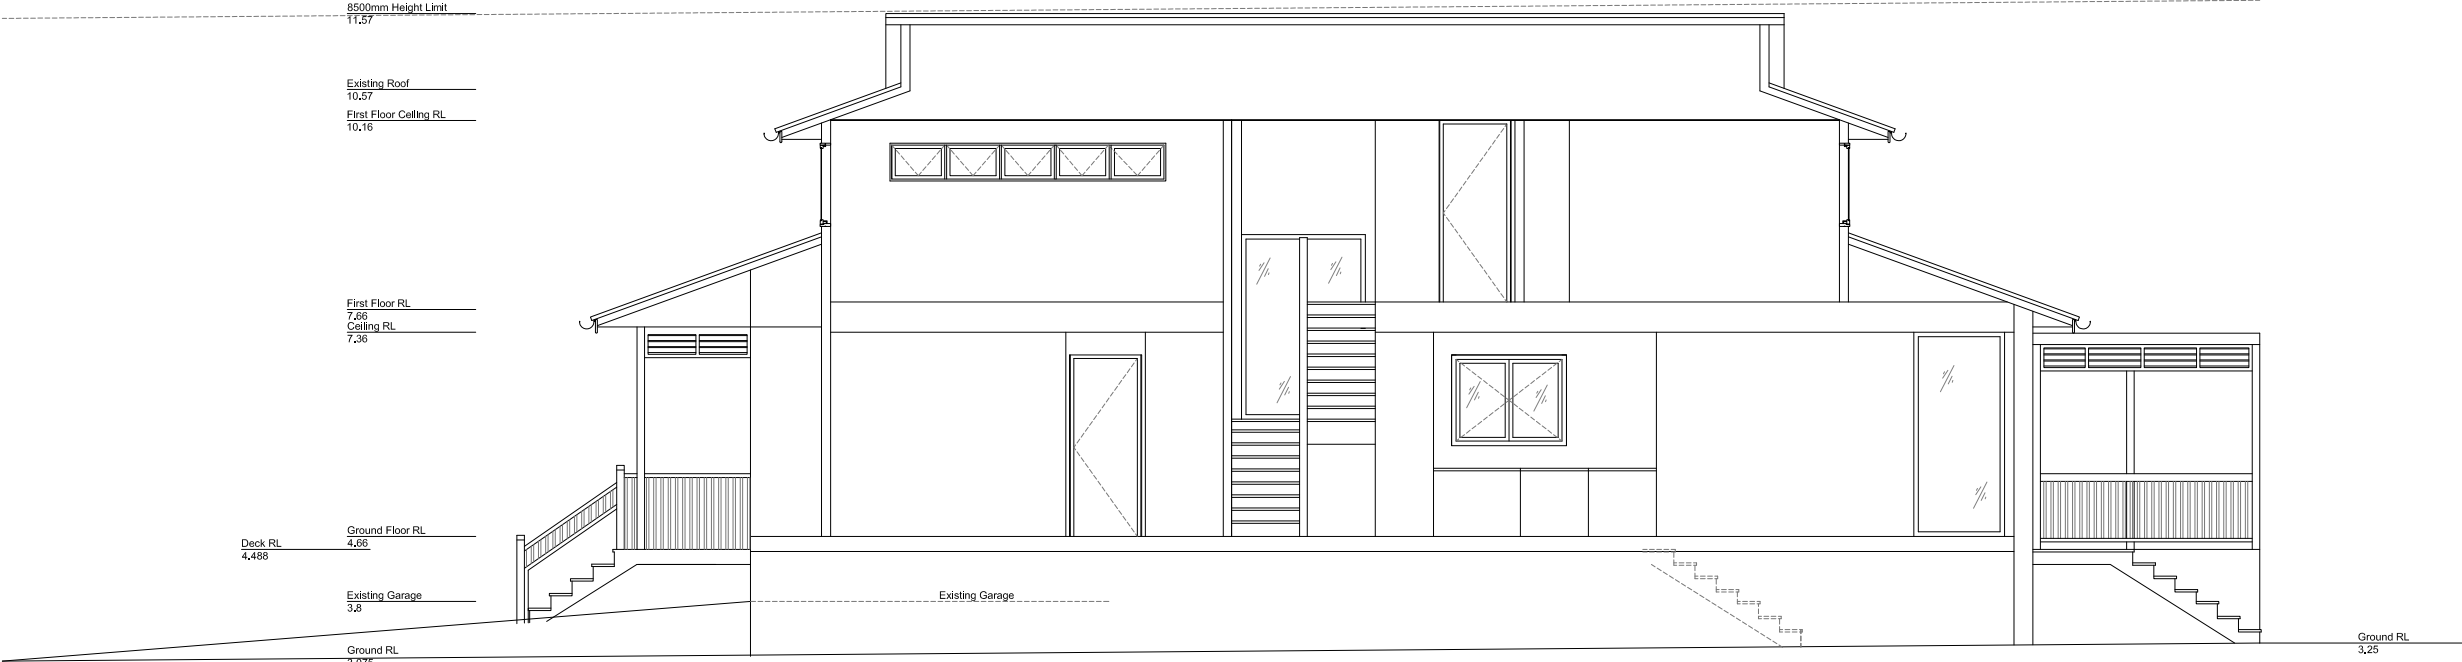 8500mm Height Limit
11.57
Existing Roof
10.57
First Floor Ceiling RL
10.16
First Floor RL
7.66
Ceiling RL
7.36
Ground Floor RL
4.66
Deck RL
4.488
Existing Garage
3.8
Existing Garage
Ground RL
Ground RL
3.25